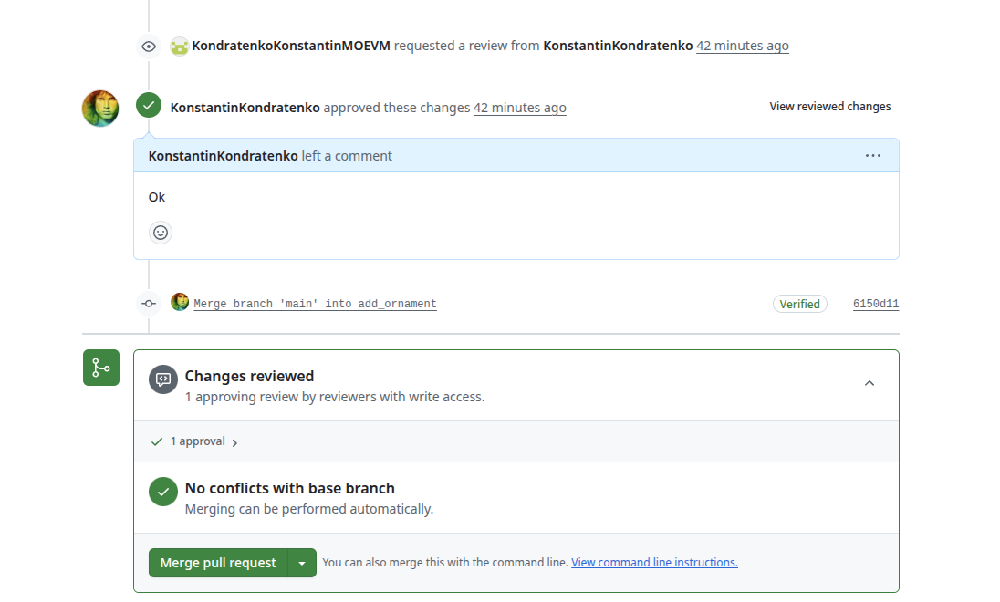 KondratenkoKonstantinMOEVM requested a review from KonstantinKondratenko 42 minutes ago
KonstantinKondratenko approved these changes 42 minutes ago View reviewed changes
KonstantinKondratenko left a comment
Ok
Merge branch 'main' into add_ornament Verified 6150d11
Changes reviewed
1 approving review by reviewers with write access.
1 approval
No conflicts with base branch
Merging can be performed automatically.
Merge pull request You can also merge this with the command line. View command line instructions.